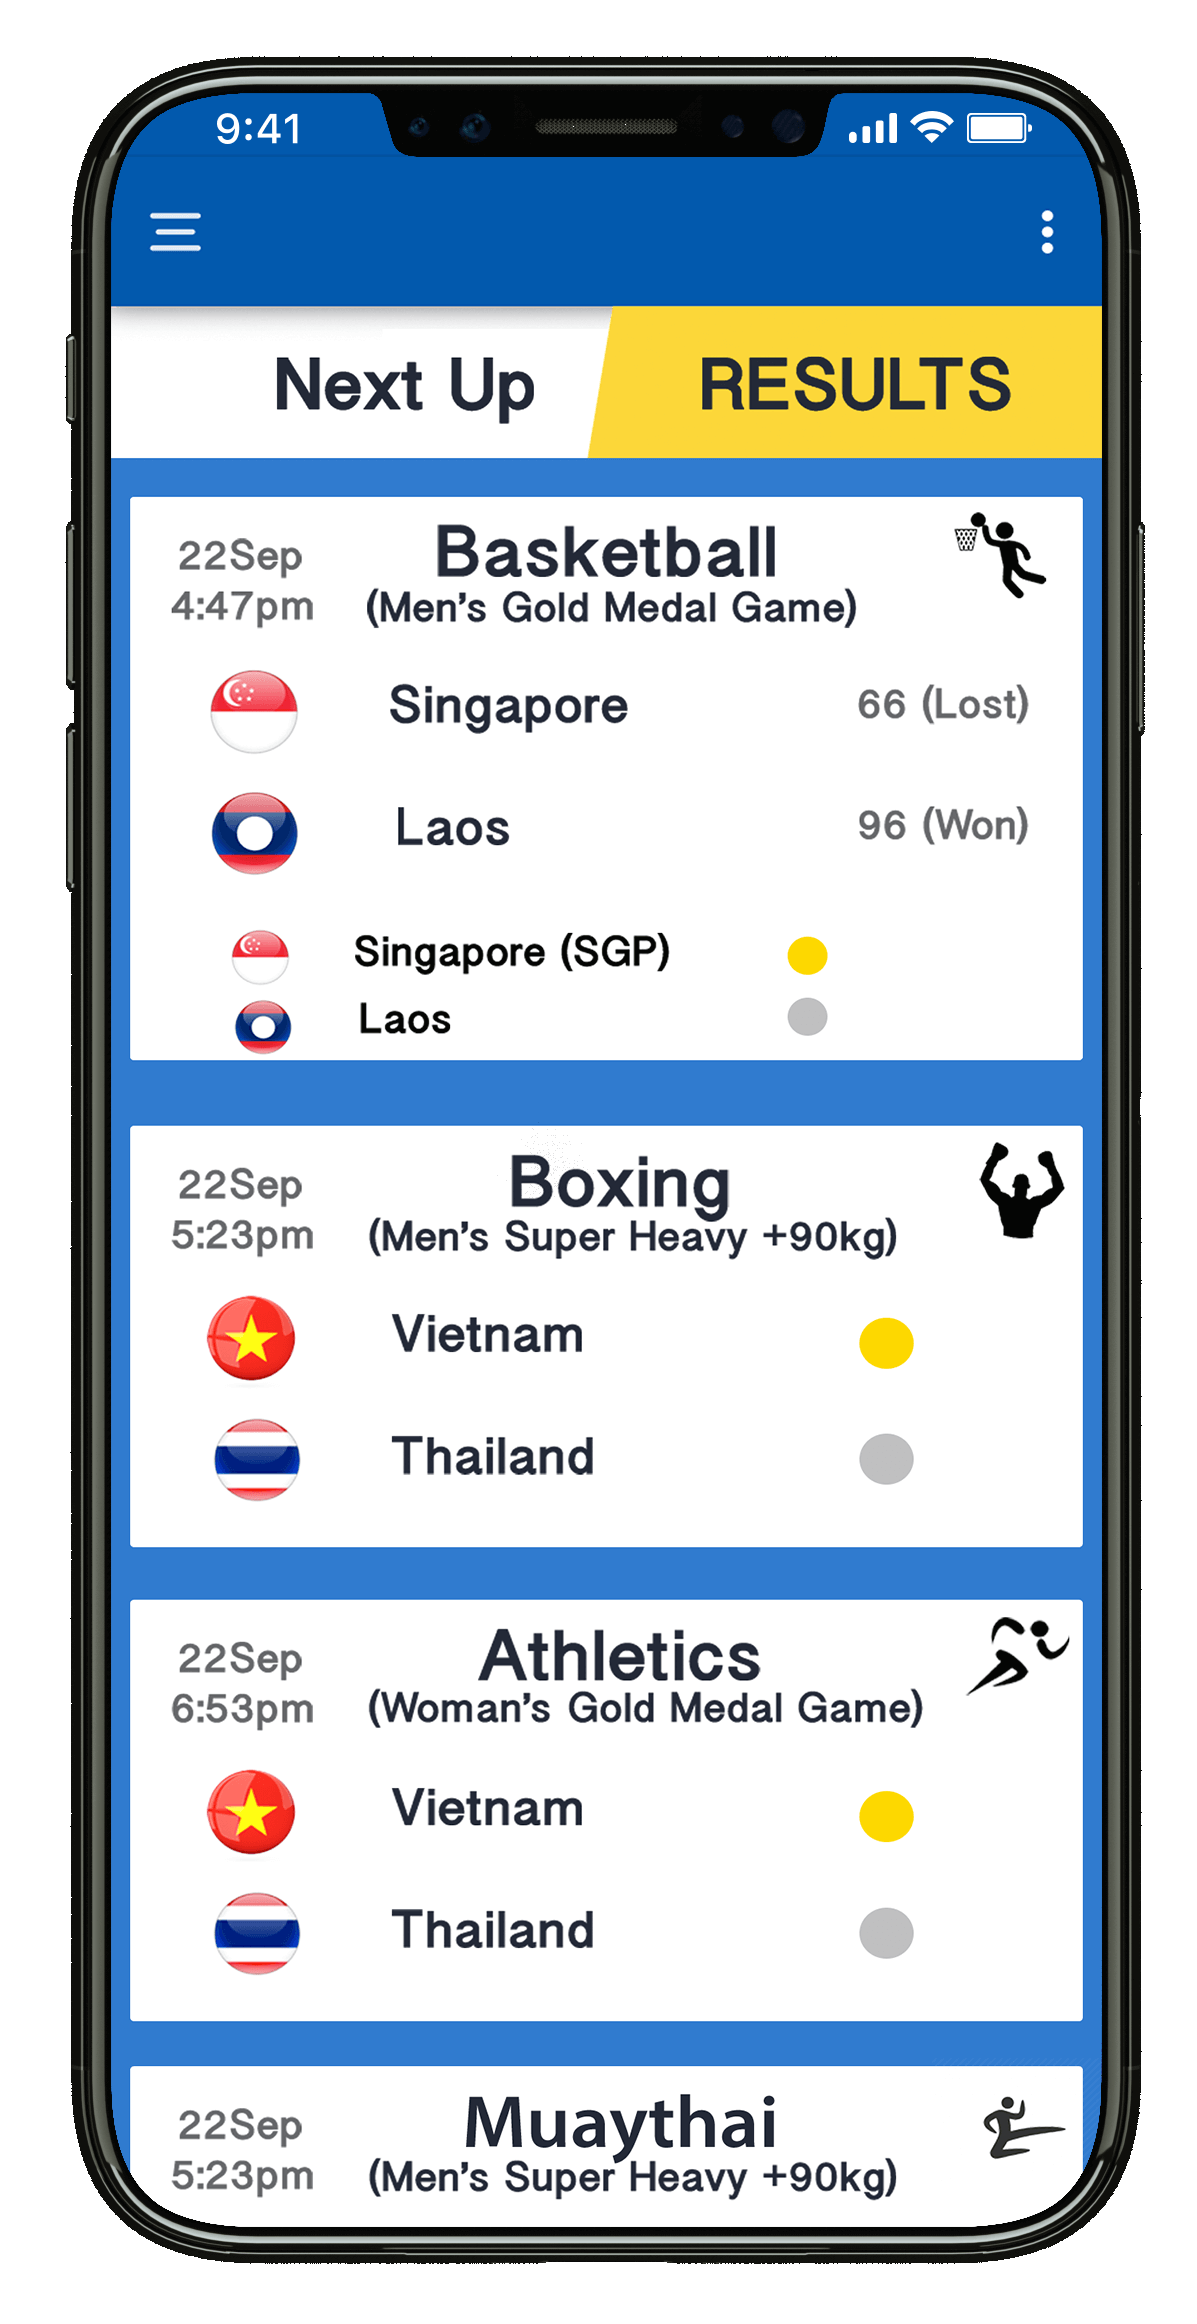 9:41
Next Up
RESULTS
22Sep
4:47pm
Basketball
(Men's Gold Medal Game)
Singapore
66 (Lost)
Laos
96 (Won)
Singapore (SGP)
Laos
22Sep
5:23pm
Boxing
(Men's Super Heavy +90kg)
Vietnam
Thailand
22Sep
6:53pm
Athletics
(Woman's Gold Medal Game)
Vietnam
Thailand
22Sep
5:23pm
Muaythai
(Men's Super Heavy +90kg)